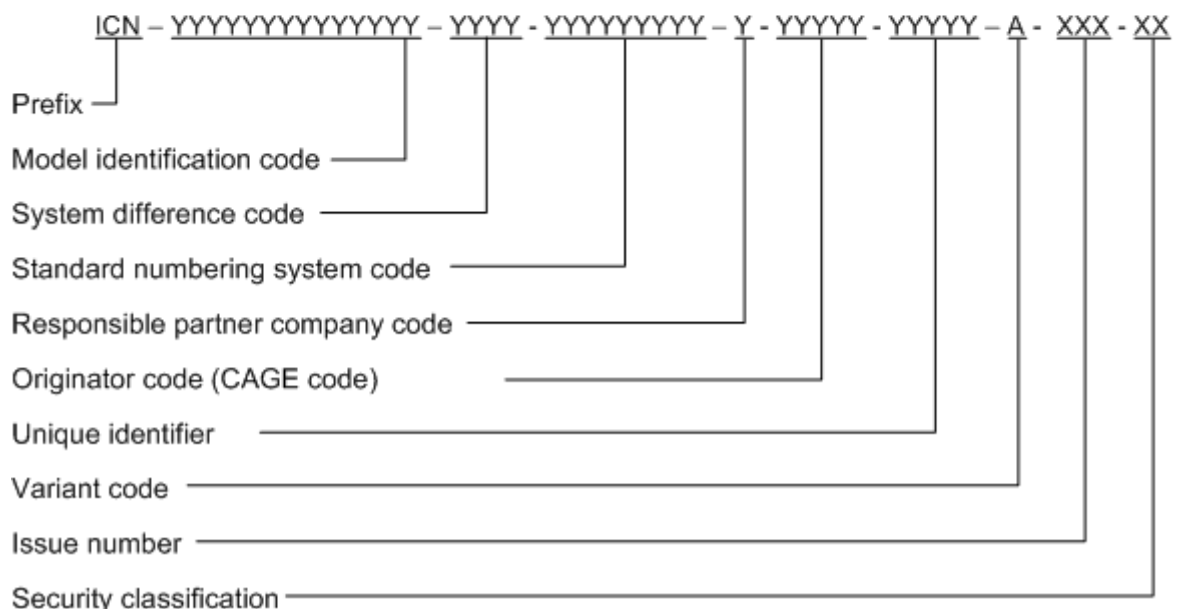 ICN – YYYYYYYYYYYYYY – YYYY - YYYYYYYYY – Y - YYYYY - YYYYY – A - XXX - XX
Prefix
Model identification code
System difference code
Standard numbering system code
Responsible partner company code
Originator code (CAGE code)
Unique identifier
Variant code
Issue number
Security classification